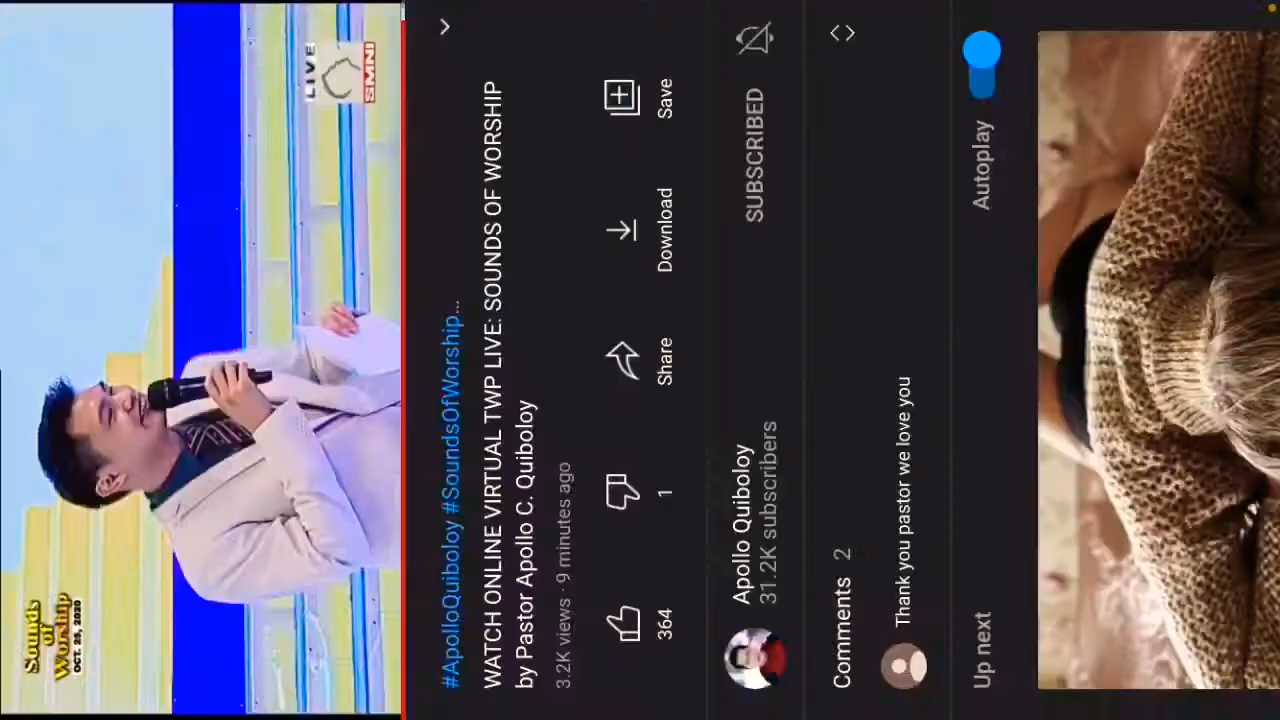 LIVE
SMNI
Sounds
of
Worship
OCT. 25, 2020
#ApolloQuiboloy #SoundsOfWorship...
WATCH ONLINE VIRTUAL TWP LIVE: SOUNDS OF WORSHIP
by Pastor Apollo C. Quiboloy
3.2K views · 9 minutes ago
364
1
Share
Download
Save
Apollo Quiboloy
31.2K subscribers
SUBSCRIBED
Comments 2
Thank you pastor we love you
Up next
Autoplay